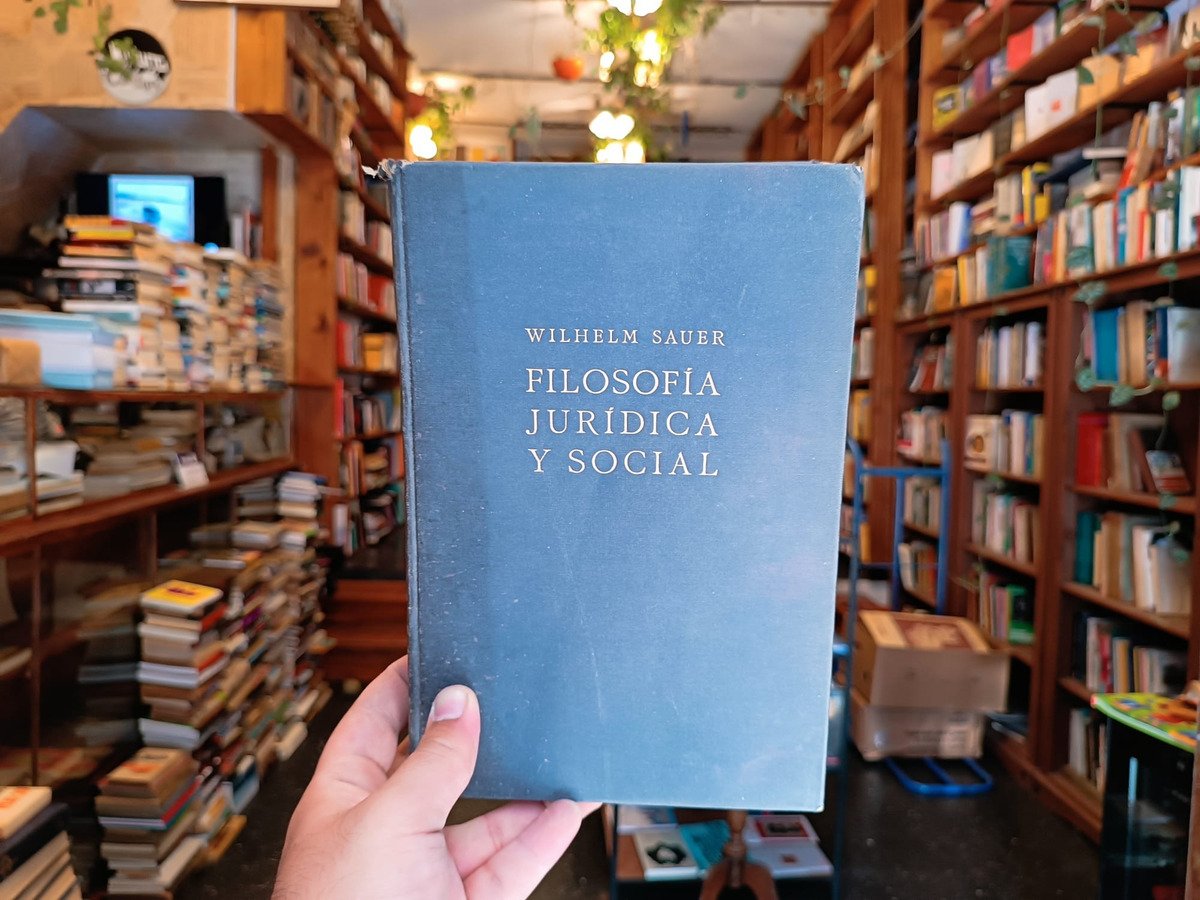 WILHELM SAUER
FILOSOFÍA
JURÍDICA
Y SOCIAL